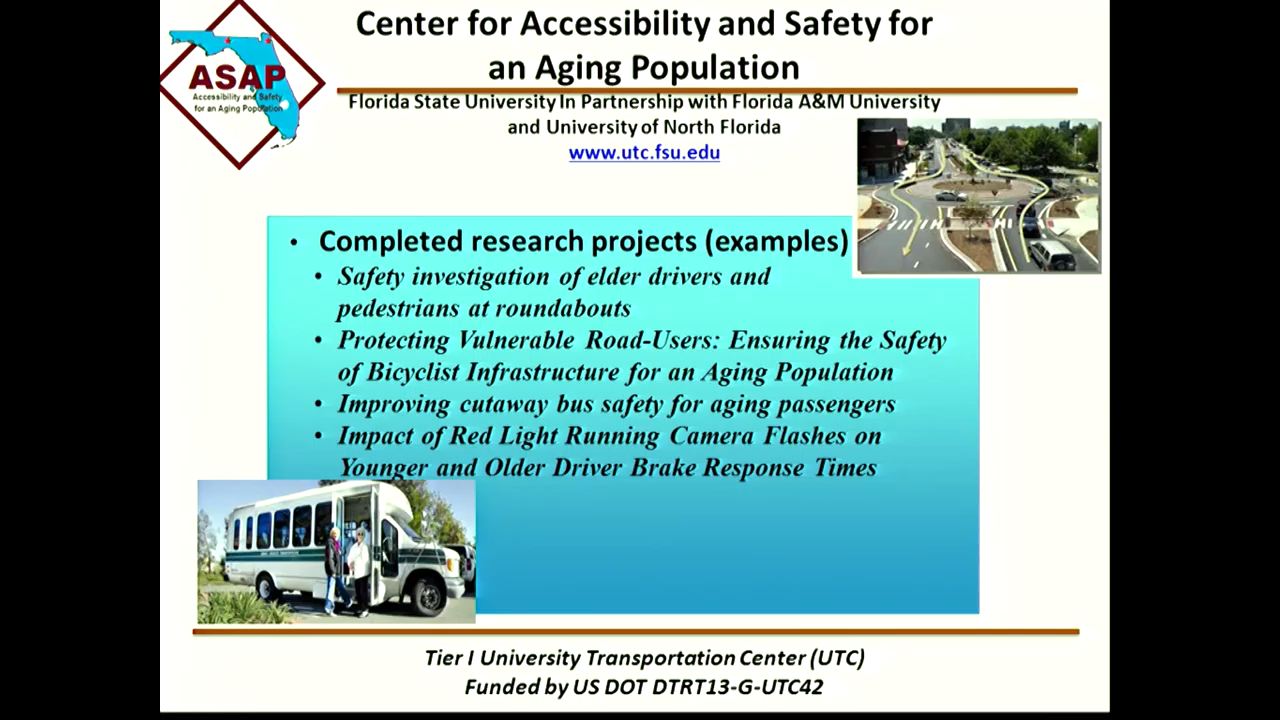 Center for Accessibility and Safety for
an Aging Population
ASAP
Accessibility and Safety
for an Aging Population
Florida State University In Partnership with Florida A&M University
and University of North Florida
www.utc.fsu.edu
• Completed research projects (examples)
• Safety investigation of elder drivers and
pedestrians at roundabouts
• Protecting Vulnerable Road-Users: Ensuring the Safety
of Bicyclist Infrastructure for an Aging Population
• Improving cutaway bus safety for aging passengers
• Impact of Red Light Running Camera Flashes on
Younger and Older Driver Brake Response Times
Tier I University Transportation Center (UTC)
Funded by US DOT DTRT13-G-UTC42